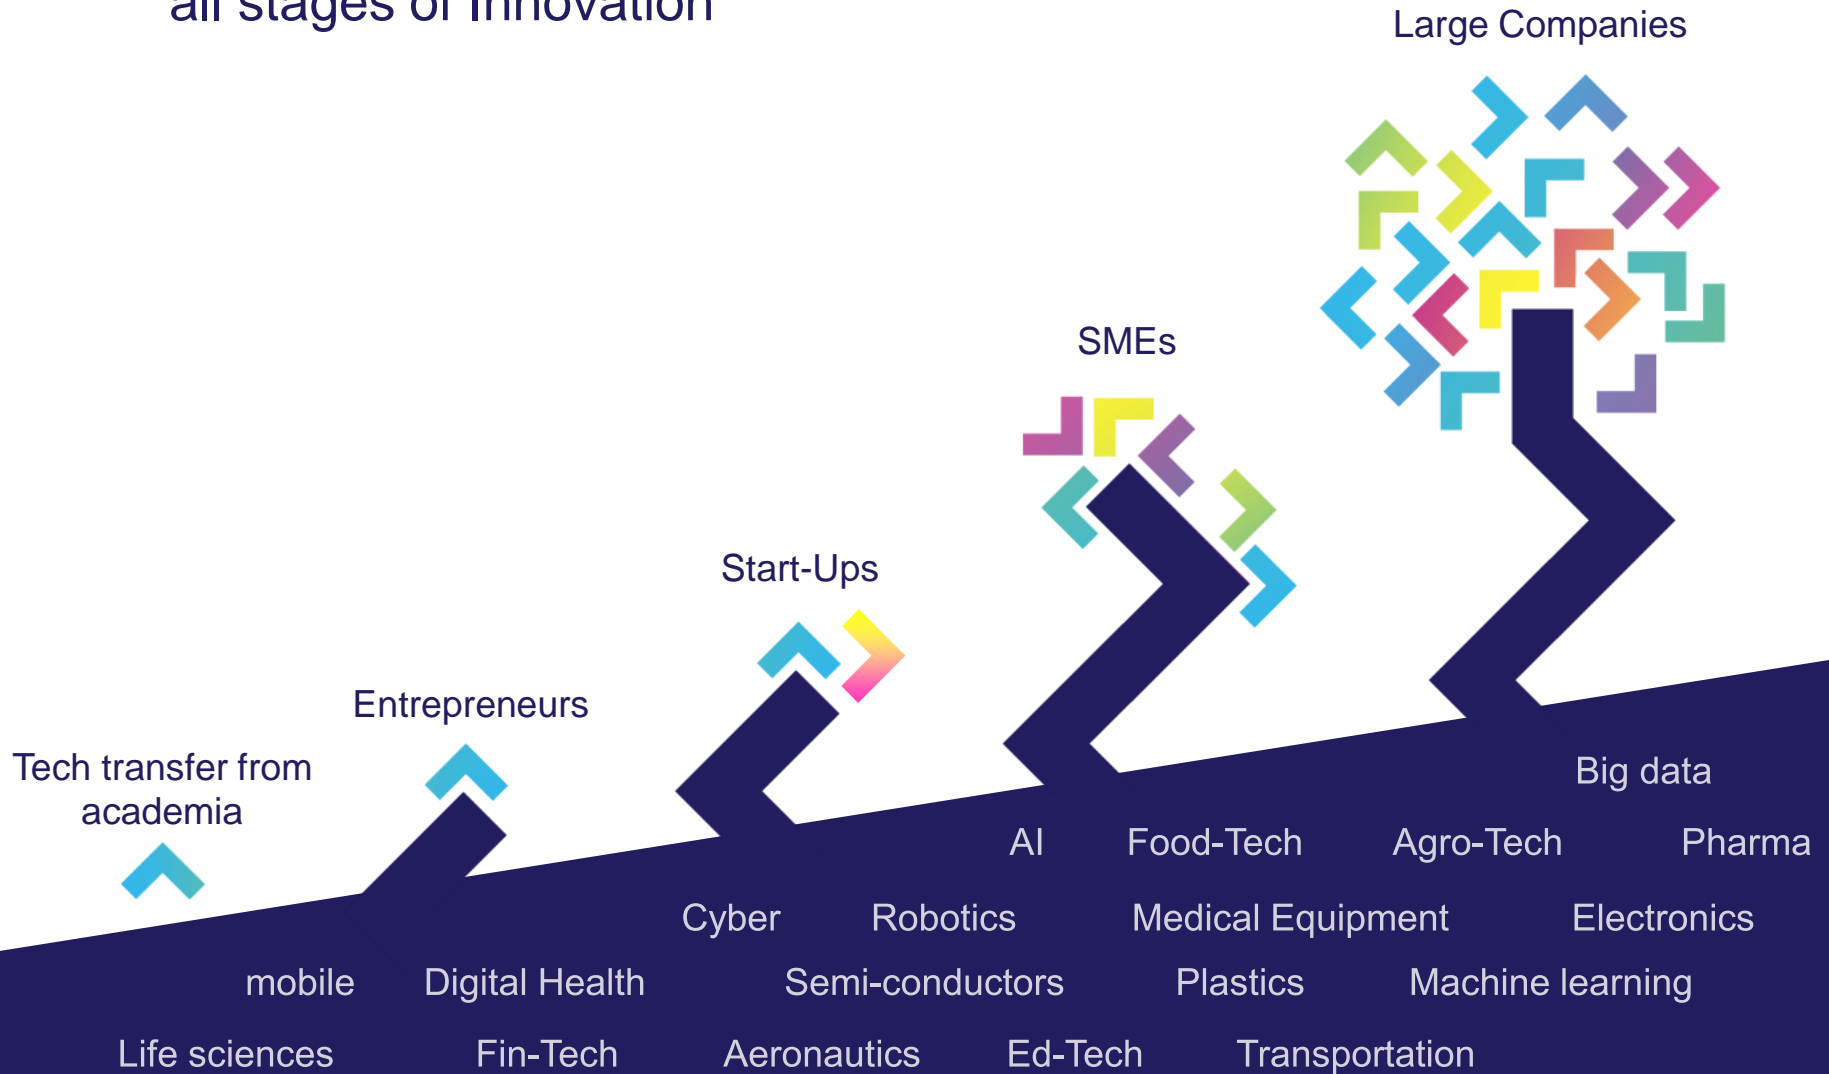 all stages of Innovation
Large Companies
SMEs
Start-Ups
Entrepreneurs
Tech transfer from
academia
Big data
AI Food-Tech Agro-Tech Pharma
Cyber Robotics Medical Equipment Electronics
mobile Digital Health Semi-conductors Plastics Machine learning
Life sciences Fin-Tech Aeronautics Ed-Tech Transportation